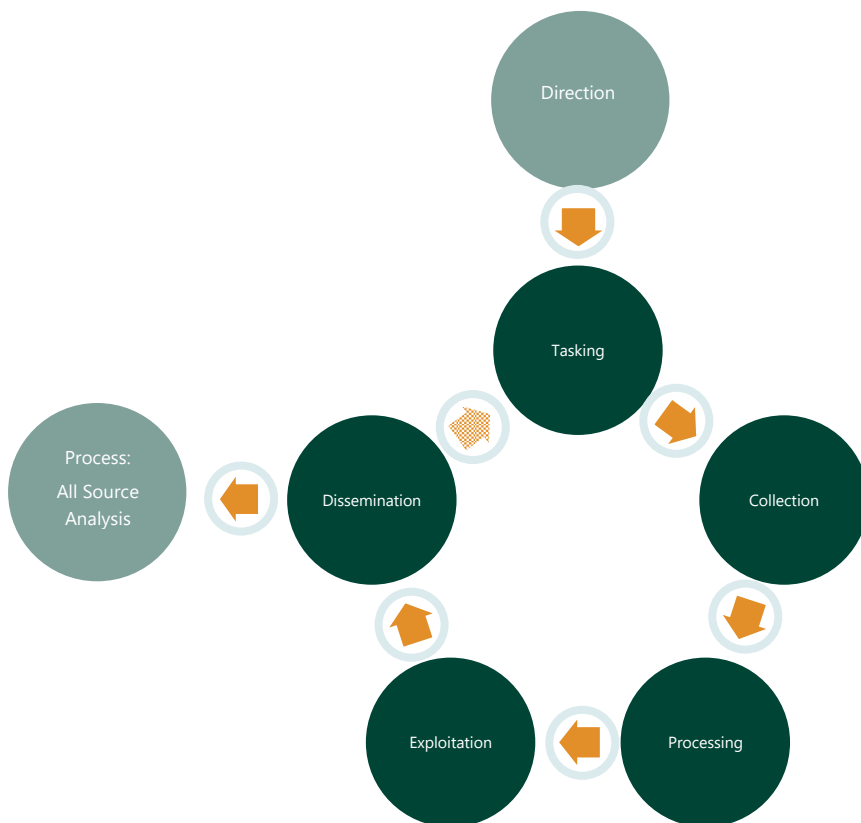 Direction
Tasking
Process:
All Source
Analysis
Dissemination
Collection
Exploitation
Processing